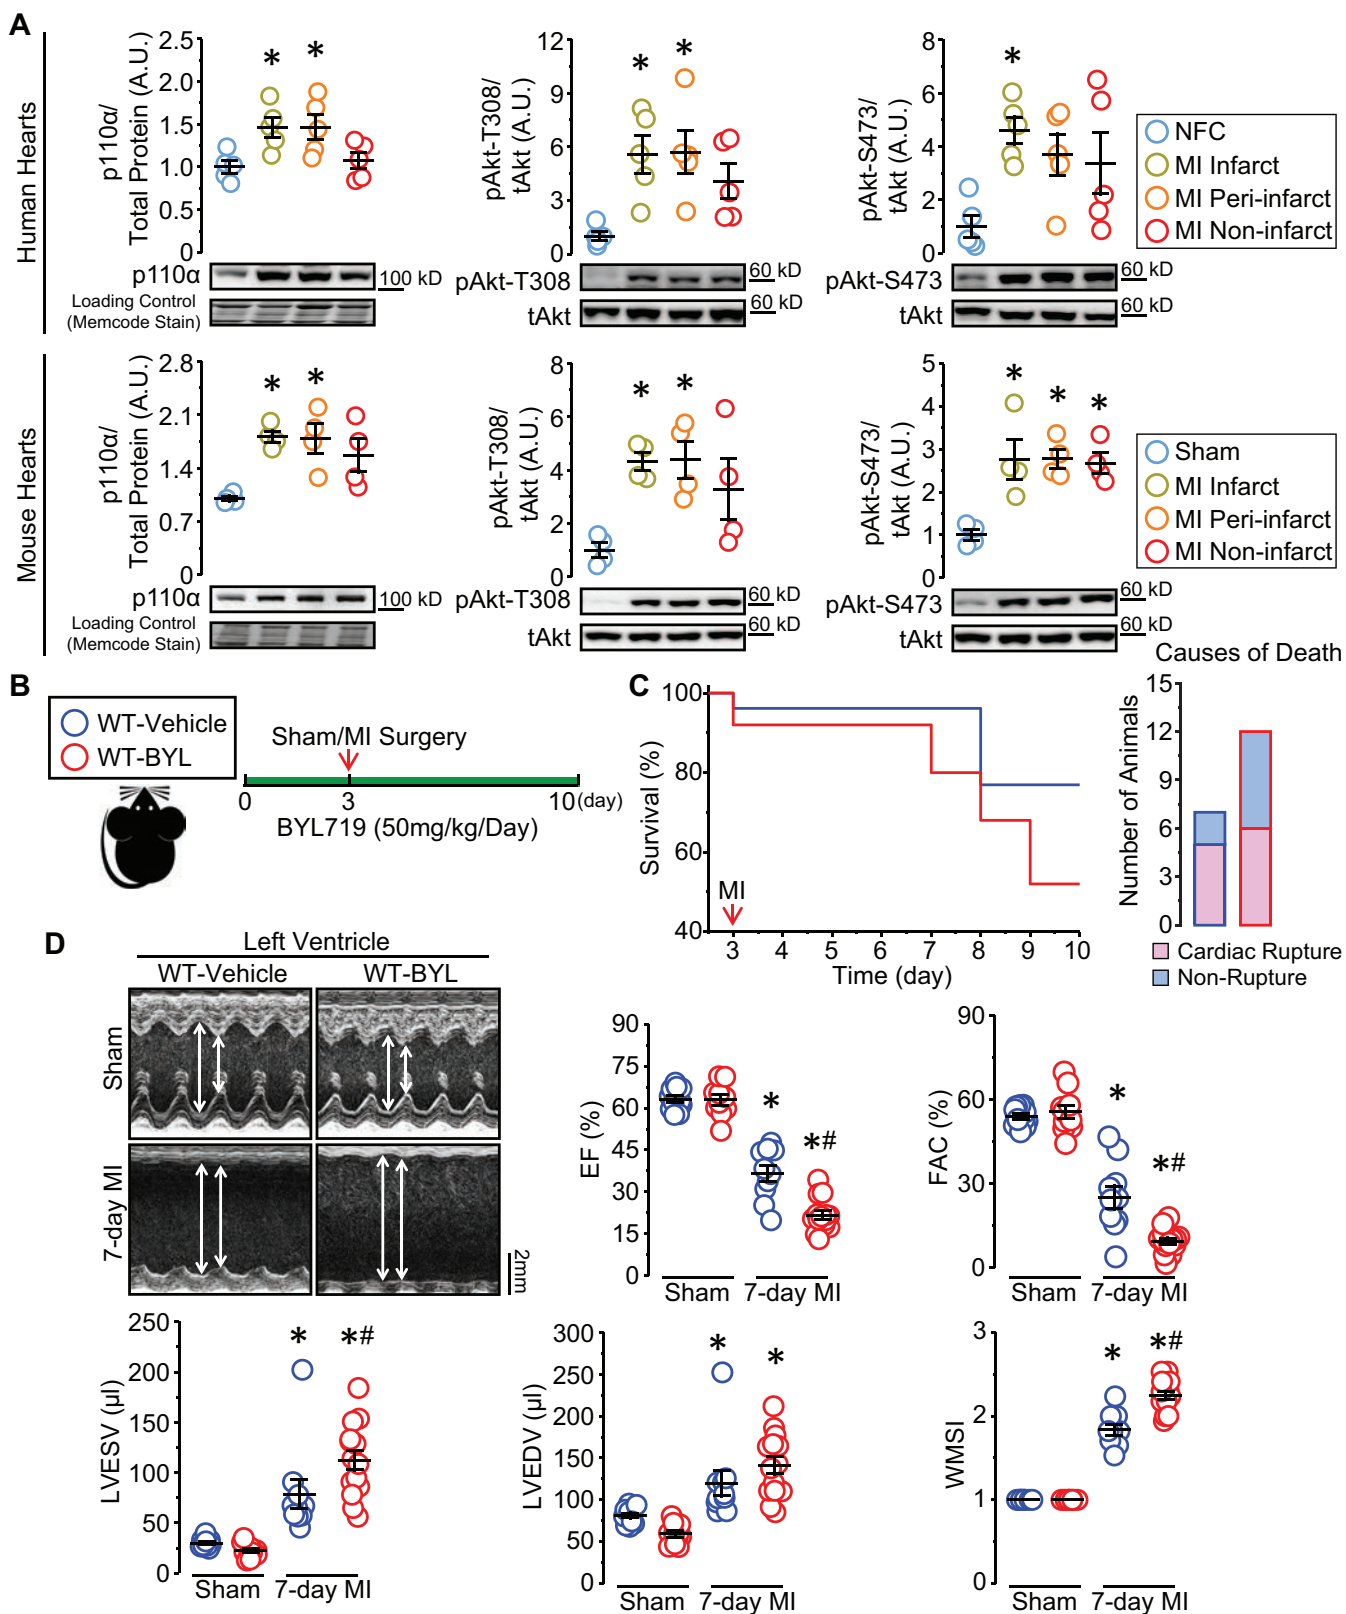 A
Human Hearts
p110α/
Total Protein (A.U.)
2.5
2.0
1.5
1.0
0.5
0
*
*
p110α
100 kD
Loading Control
(Memcode Stain)
pAkt-T308/
tAkt (A.U.)
12
9
6
3
0
*
*
pAkt-T308
60 kD
tAkt
60 kD
pAkt-S473/
tAkt (A.U.)
8
6
4
2
0
*
pAkt-S473
60 kD
tAkt
60 kD
NFC
MI Infarct
MI Peri-infarct
MI Non-infarct
Mouse Hearts
p110α/
Total Protein (A.U.)
2.8
2.1
1.4
0.7
0
*
*
p110α
100 kD
Loading Control
(Memcode Stain)
pAkt-T308/
tAkt (A.U.)
8
6
4
2
0
*
*
pAkt-T308
60 kD
tAkt
60 kD
pAkt-S473/
tAkt (A.U.)
5
4
3
2
1
0
*
*
*
pAkt-S473
60 kD
tAkt
60 kD
Sham
MI Infarct
MI Peri-infarct
MI Non-infarct
B
WT-Vehicle
WT-BYL
Sham/MI Surgery
0
3
10(day)
BYL719 (50mg/kg/Day)
C
Survival (%)
100
80
60
40
MI
3
4
5
6
7
8
9
10
Time (day)
Causes of Death
Number of Animals
15
12
9
6
3
0
Cardiac Rupture
Non-Rupture
D
Left Ventricle
WT-Vehicle
WT-BYL
Sham
7-day MI
2mm
EF (%)
90
75
60
45
30
15
0
*
*#
Sham
7-day MI
FAC (%)
90
60
30
0
*
*#
Sham
7-day MI
LVESV (µl)
250
200
150
100
50
0
*
*#
Sham
7-day MI
LVEDV (µl)
300
250
200
150
100
50
0
*
*
Sham
7-day MI
WMSI
3
2
1
0
*
*#
Sham
7-day MI